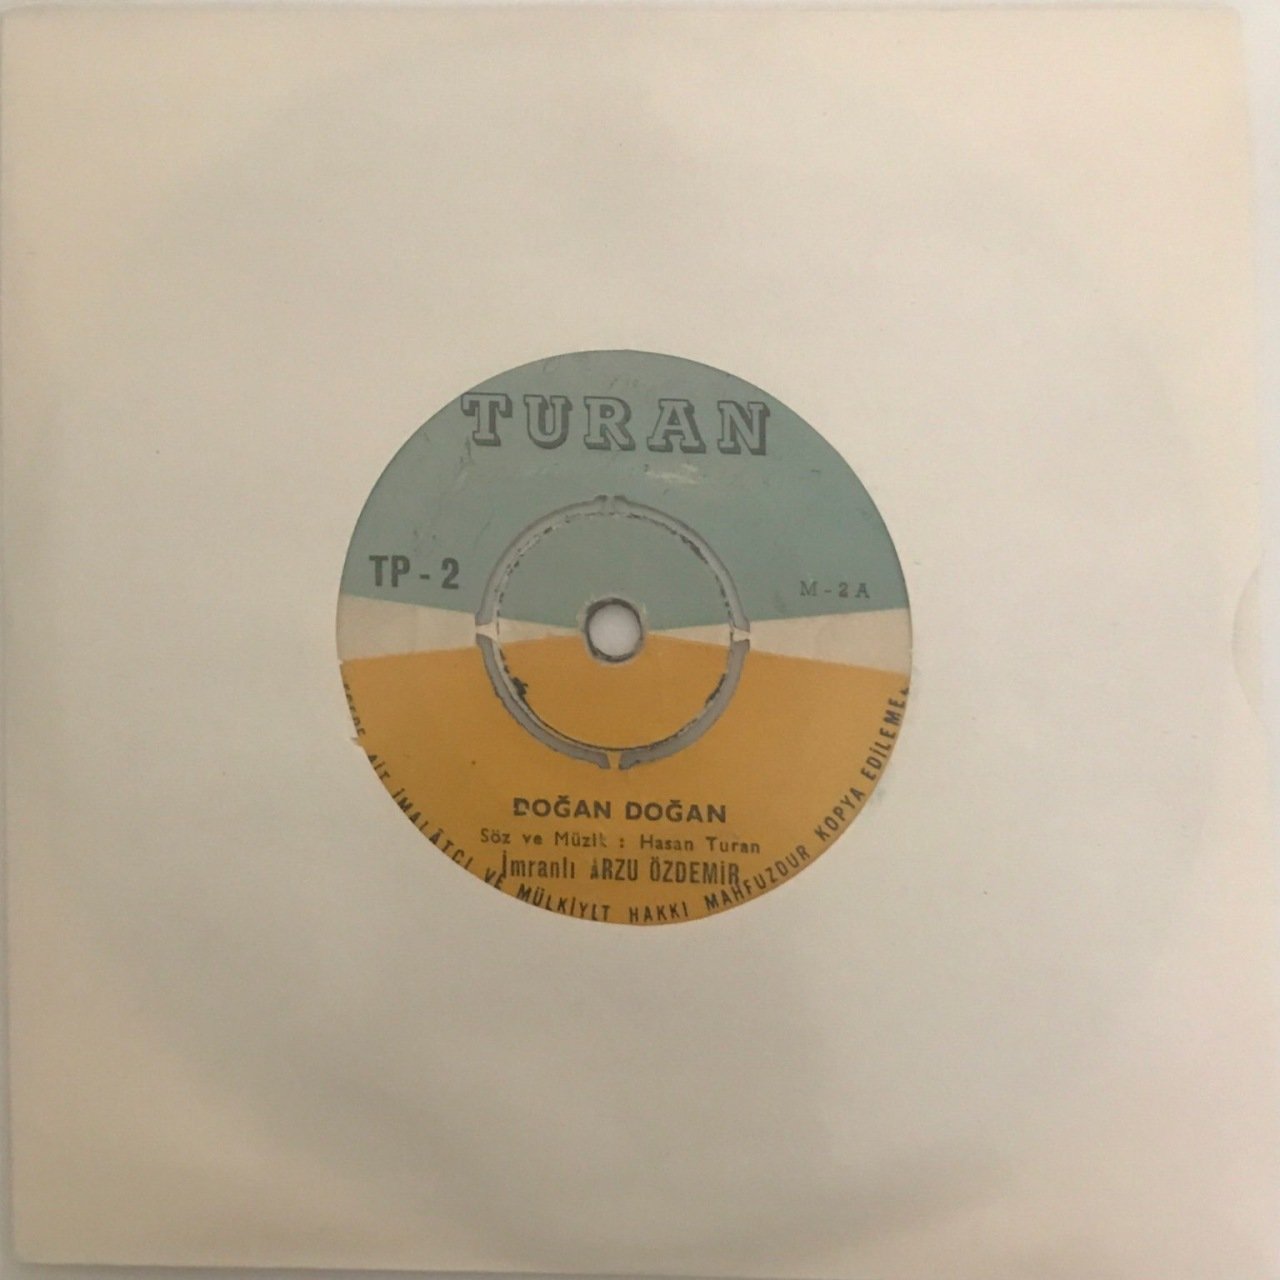 TURAN
TP - 2
M - 2 A
DOĞAN DOĞAN
Söz ve Müzik : Hasan Turan
İmranlı ARZU ÖZDEMİR
AİT İMALÂTÇI VE MÜLKİYLT HAKKI MAHFUZDUR KOPYA EDİLEME